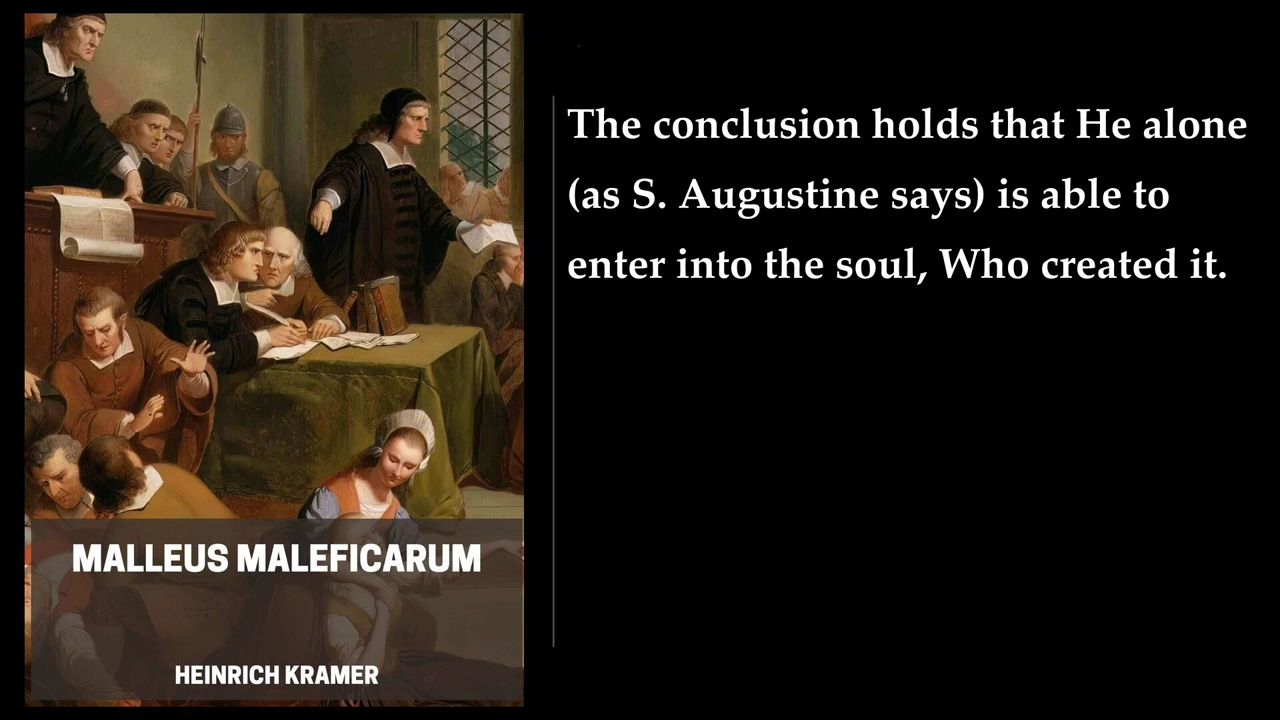 The conclusion holds that He alone
(as S. Augustine says) is able to
enter into the soul, Who created it.
MALLEUS MALEFICARUM
HEINRICH KRAMER